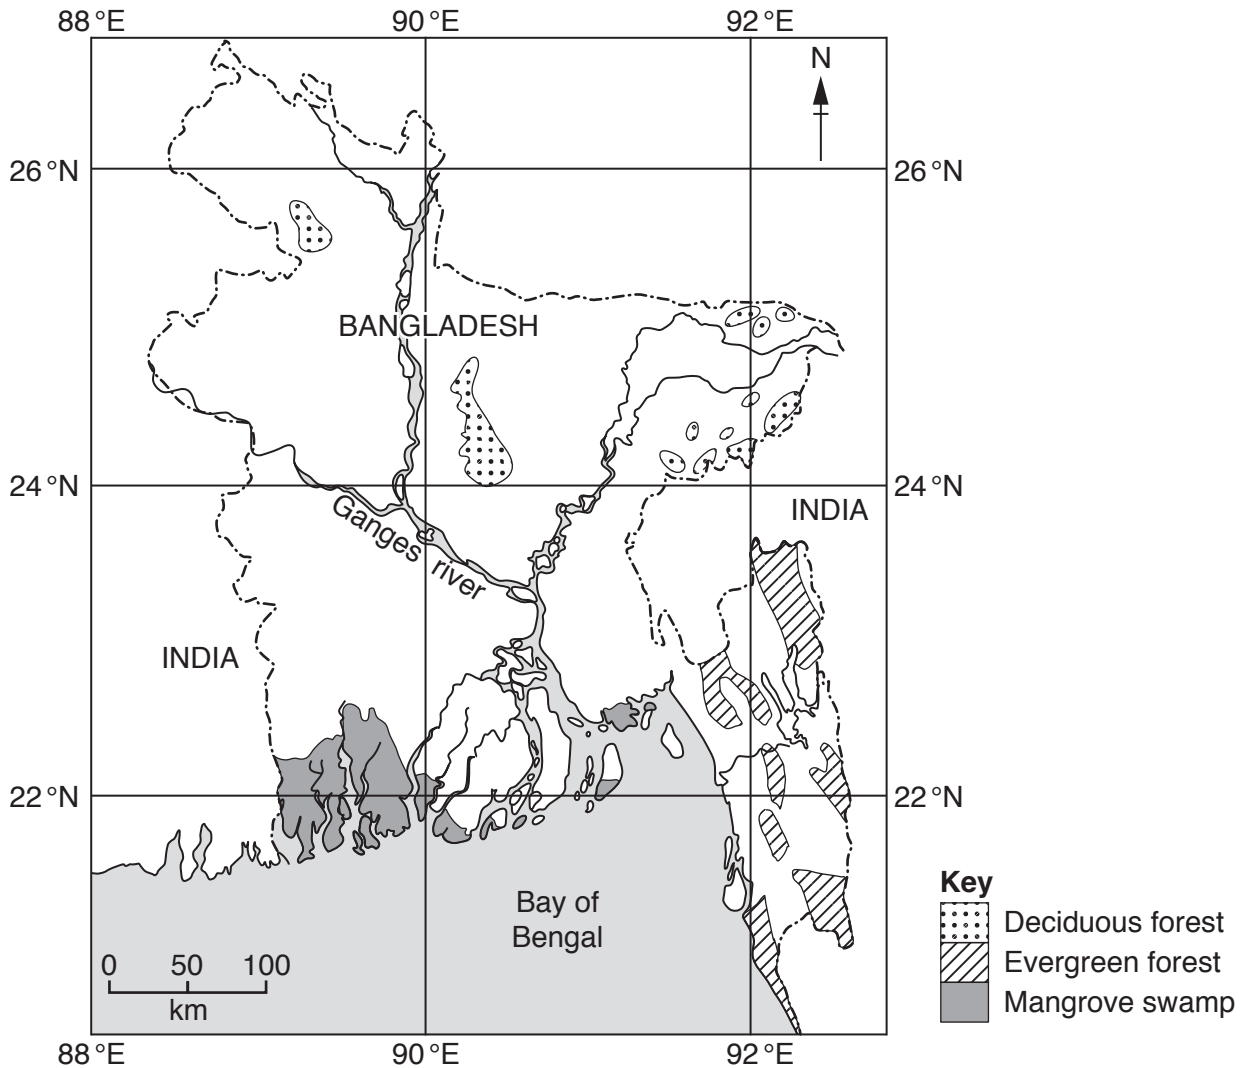 88 °E 90 °E 92 °E
N
26 °N 26 °N
BANGLADESH
24 °N 24 °N
INDIA
Ganges river
INDIA
22 °N 22 °N
Key
Bay of
Bengal
Deciduous forest
Evergreen forest
Mangrove swamp
0 50 100
km
88 °E 90 °E 92 °E